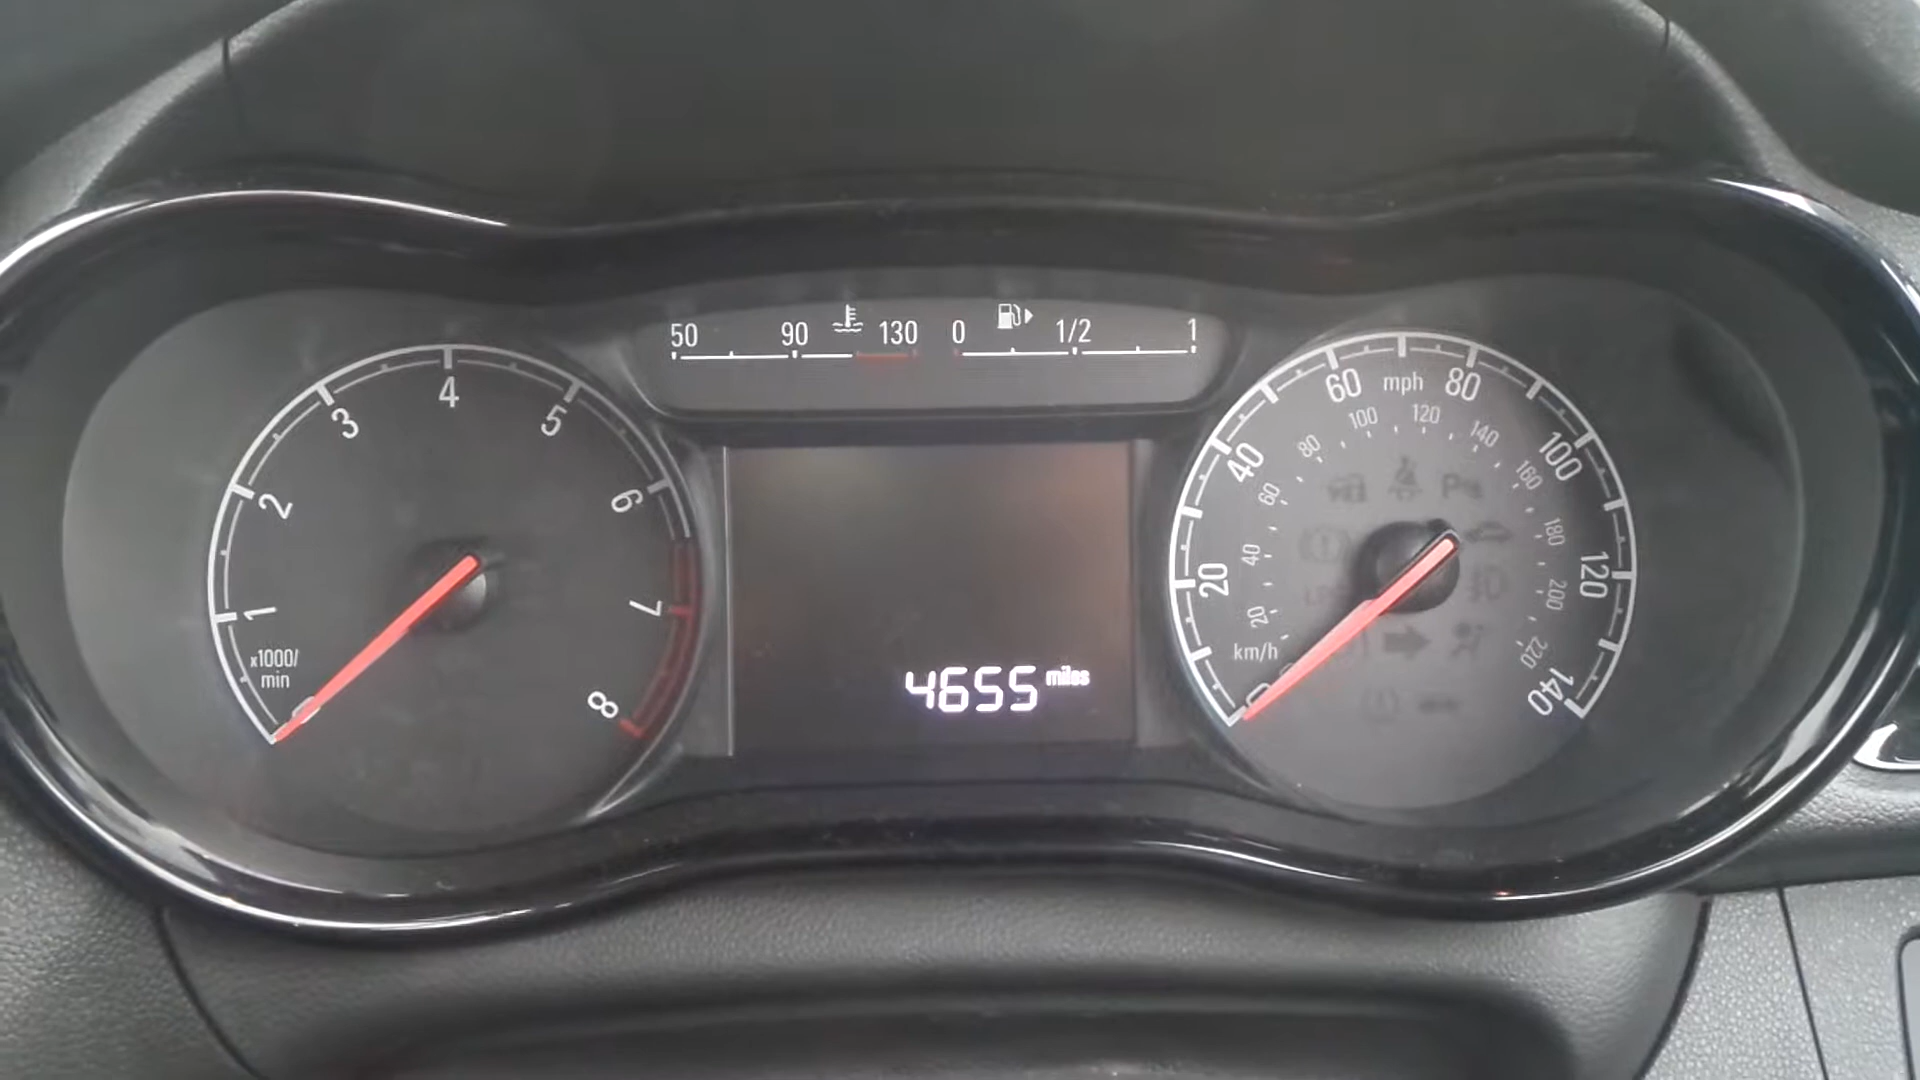 50 90 130 0 1/2 1
1 2 3 4 5 6 7 8
x1000/
min
0
4655 miles
0 20 40 60 80 100 120 140
mph
20 40 60 80 100 120 140 160 180 200 220
km/h